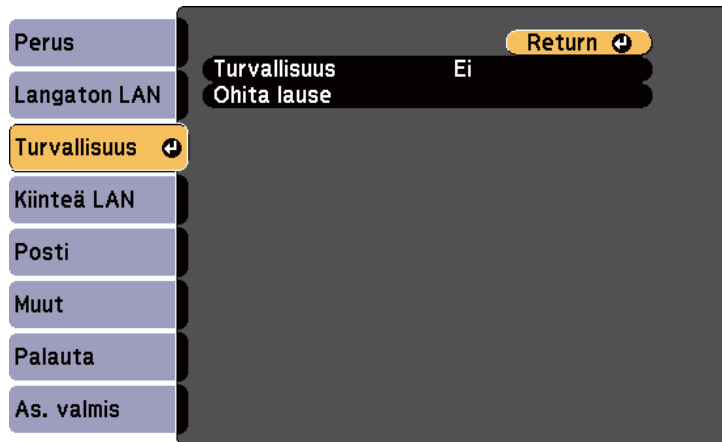 Perus
Langaton LAN
Turvallisuus
Kiinteä LAN
Posti
Muut
Palauta
As. valmis
Return
Turvallisuus Ei
Ohita lause